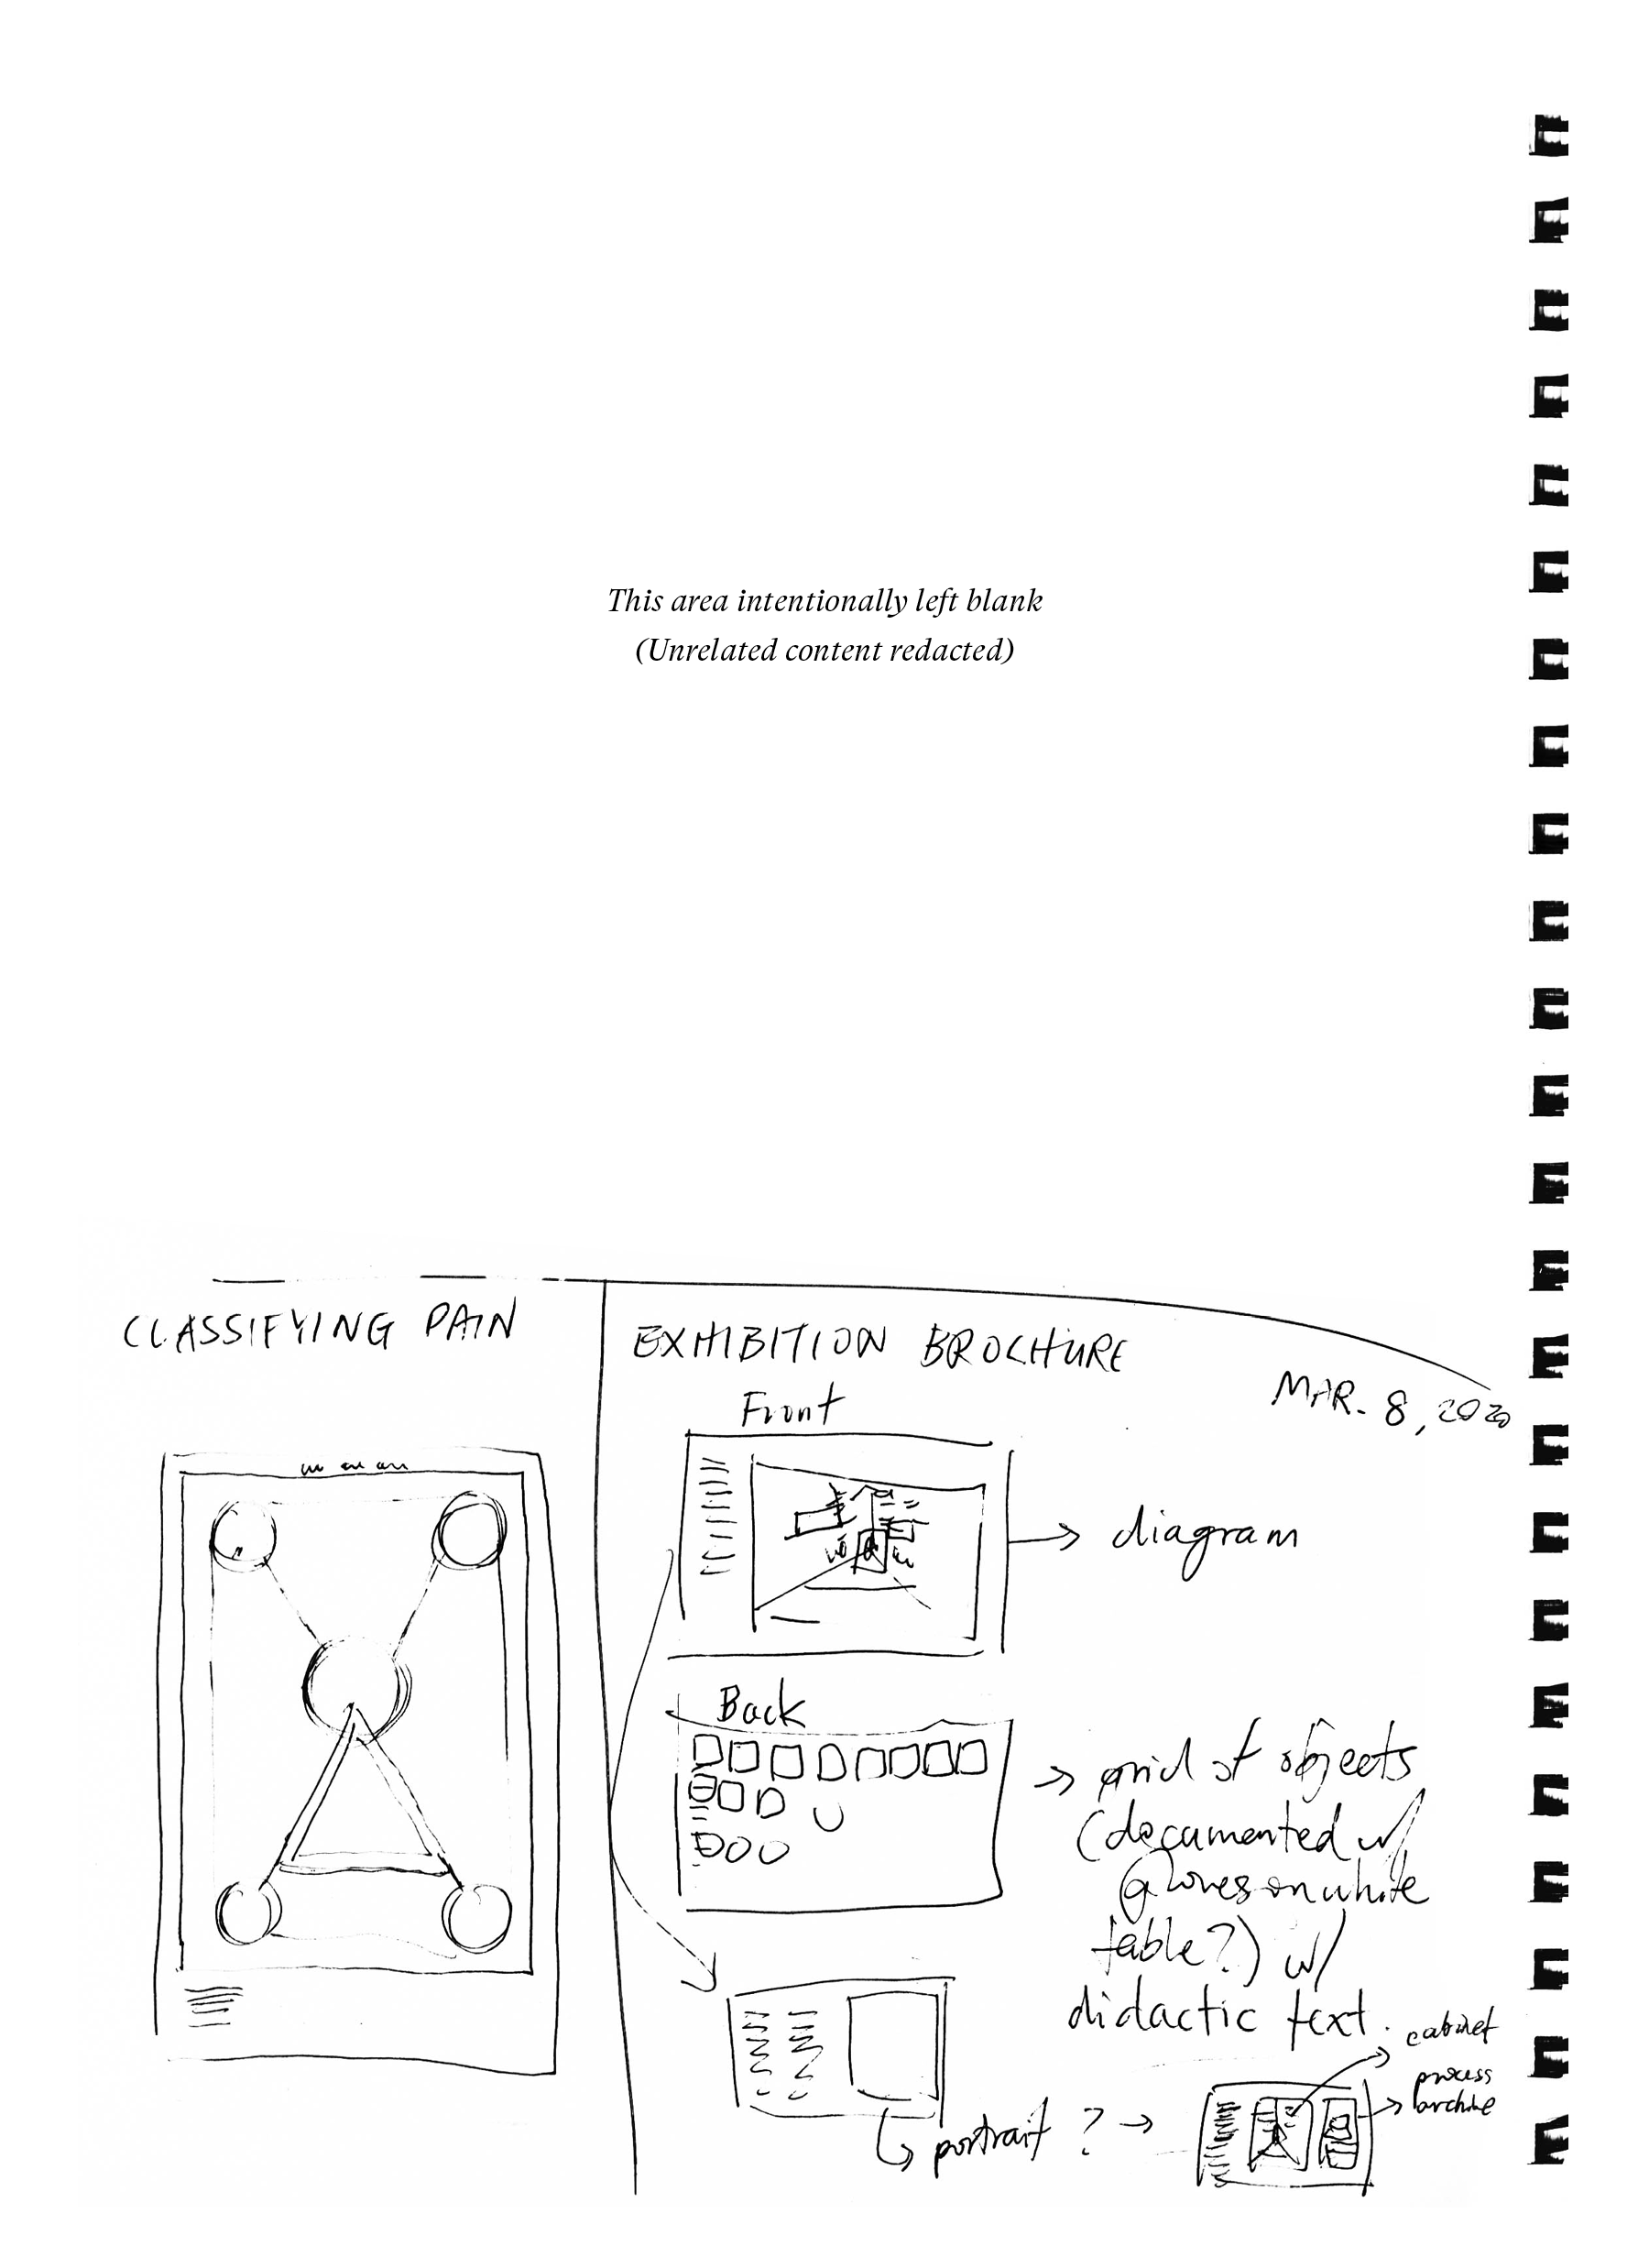 This area intentionally left blank
(Unrelated content redacted)
CLASSIFYING PAIN
EXHIBITION BROCHURE
MAR. 8, 2020
Front
diagram
Back
grid of objects
(documented w/
gloves on white
table?) w/
didactic text.
cabinet
process
archive
portrait ?